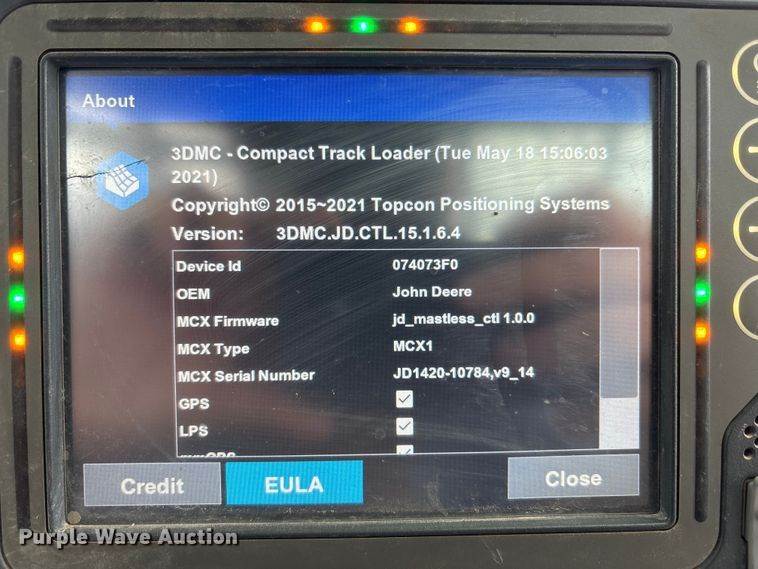 About
3DMC - Compact Track Loader (Tue May 18 15:06:03
2021)
Copyright© 2015~2021 Topcon Positioning Systems
Version: 3DMC.JD.CTL.15.1.6.4
Device Id 074073F0
OEM John Deere
MCX Firmware jd_mastless_ctl 1.0.0
MCX Type MCX1
MCX Serial Number JD1420-10784,v9_14
GPS
LPS
Credit EULA Close
Purple Wave Auction